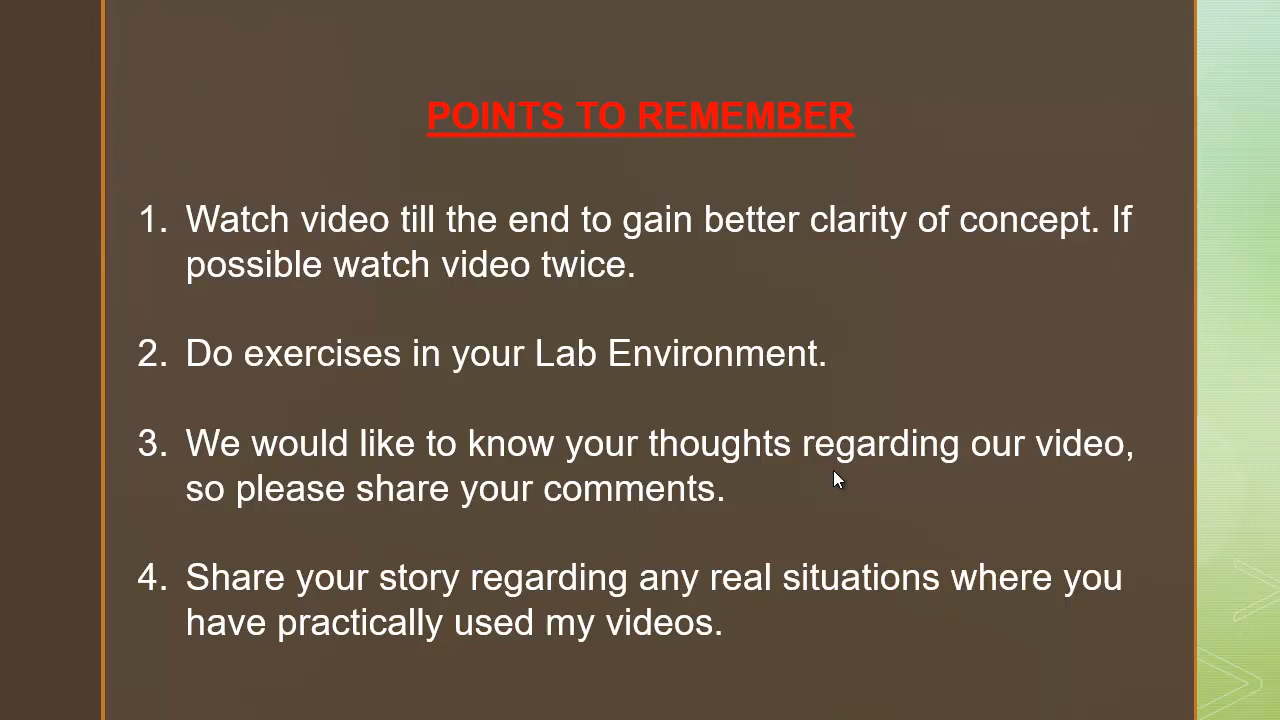 POINTS TO REMEMBER
1. Watch video till the end to gain better clarity of concept. If
possible watch video twice.
2. Do exercises in your Lab Environment.
3. We would like to know your thoughts regarding our video,
so please share your comments.
4. Share your story regarding any real situations where you
have practically used my videos.